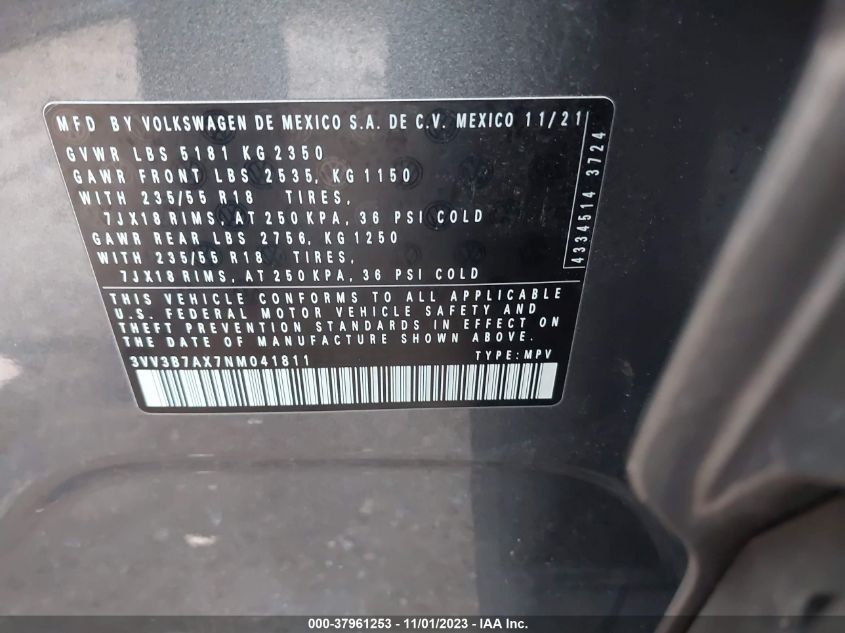 MFD BY VOLKSWAGEN DE MEXICO S.A. DE C.V. MEXICO 11/21
GVWR LBS 5181 KG 2350
GAWR FRONT LBS 2535, KG 1150
WITH 235/55 R18 TIRES,
7JX18 RIMS, AT 250 KPA, 36 PSI COLD
GAWR REAR LBS 2756, KG 1250
WITH 235/55 R18 TIRES,
7JX18 RIMS, AT 250 KPA, 36 PSI COLD
4334514 3724
THIS VEHICLE CONFORMS TO ALL APPLICABLE
U.S. FEDERAL MOTOR VEHICLE SAFETY AND
THEFT PREVENTION STANDARDS IN EFFECT ON
THE DATE OF MANUFACTURE SHOWN ABOVE.
3VV3B7AX7NM041811 TYPE: MPV
000-37961253 - 11/01/2023 - IAAI.COM